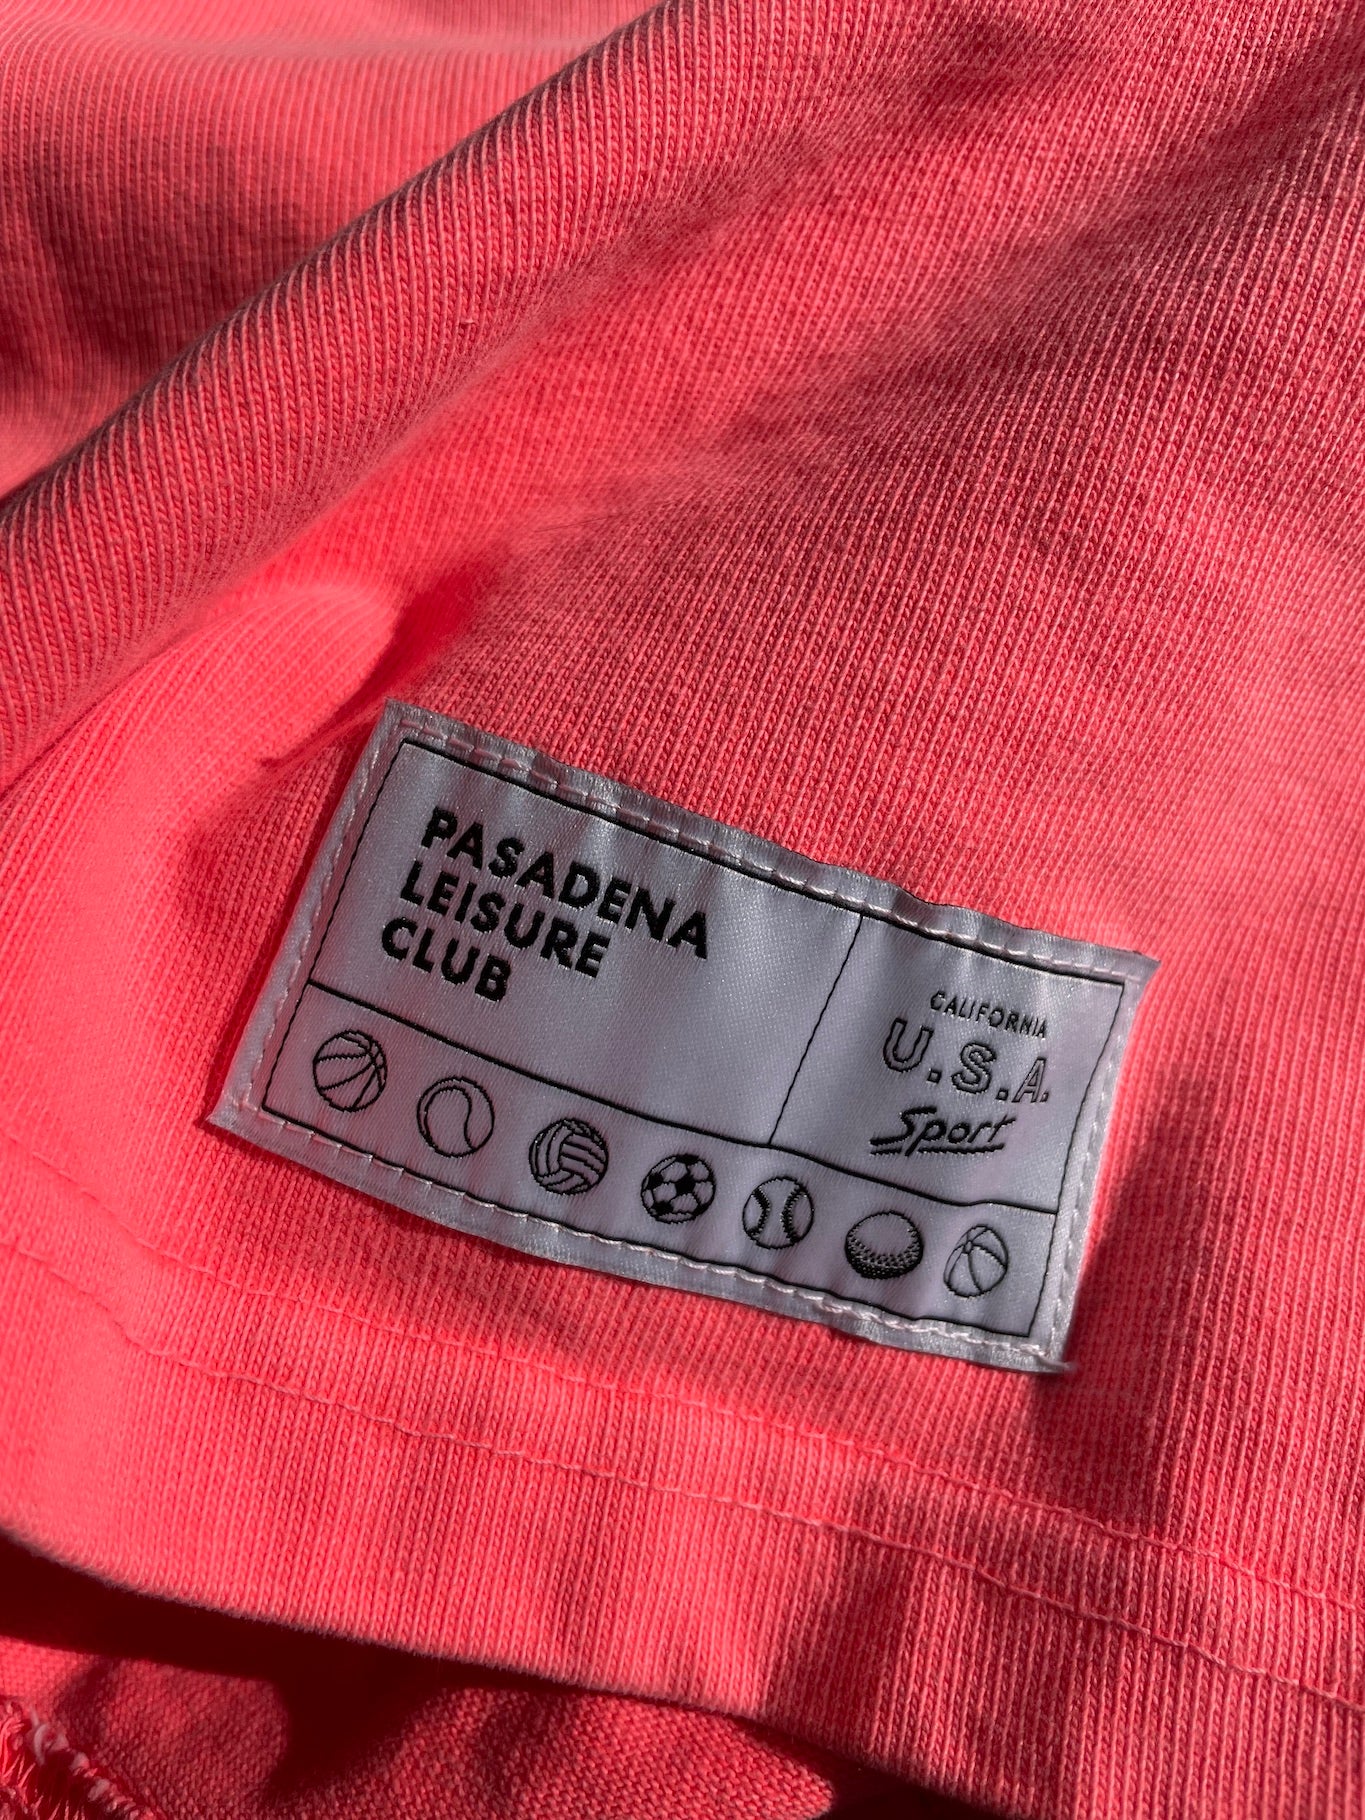 PASADENA
LEISURE
CLUB
CALIFORNIA
U.S.A.
Sport